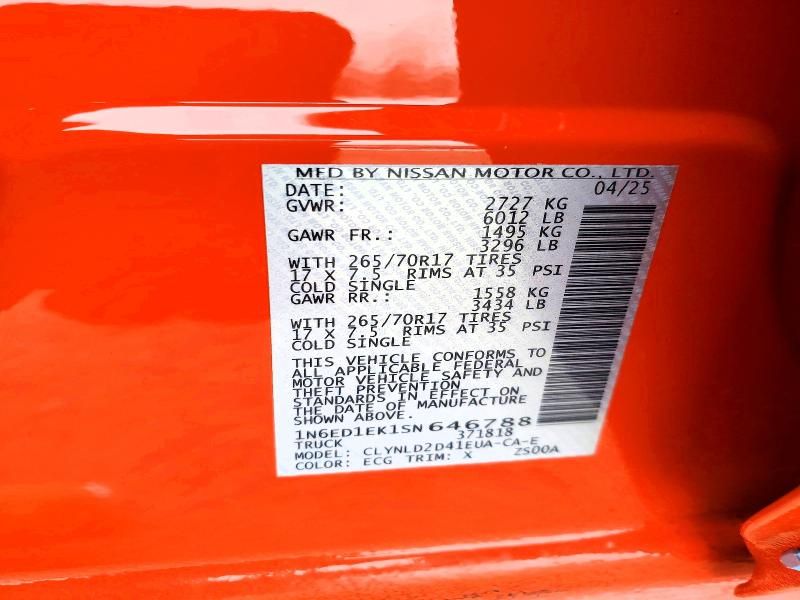 MFD BY NISSAN MOTOR CO., LTD.
DATE: 04/25
GVWR: 2727 KG
6012 LB
GAWR FR.: 1495 KG
3296 LB
WITH 265/70R17 TIRES
17 X 7.5 RIMS AT 35 PSI
COLD SINGLE
GAWR RR.: 1558 KG
3434 LB
WITH 265/70R17 TIRES
17 X 7.5 RIMS AT 35 PSI
COLD SINGLE
THIS VEHICLE CONFORMS TO
ALL APPLICABLE FEDERAL
MOTOR VEHICLE SAFETY AND
THEFT PREVENTION
STANDARDS IN EFFECT ON
THE DATE OF MANUFACTURE
SHOWN ABOVE.
1N6ED1EK1SN646788
TRUCK 371818
MODEL: CLYNLD2D41EUA-CA-E
COLOR: ECG TRIM: X ZS00A